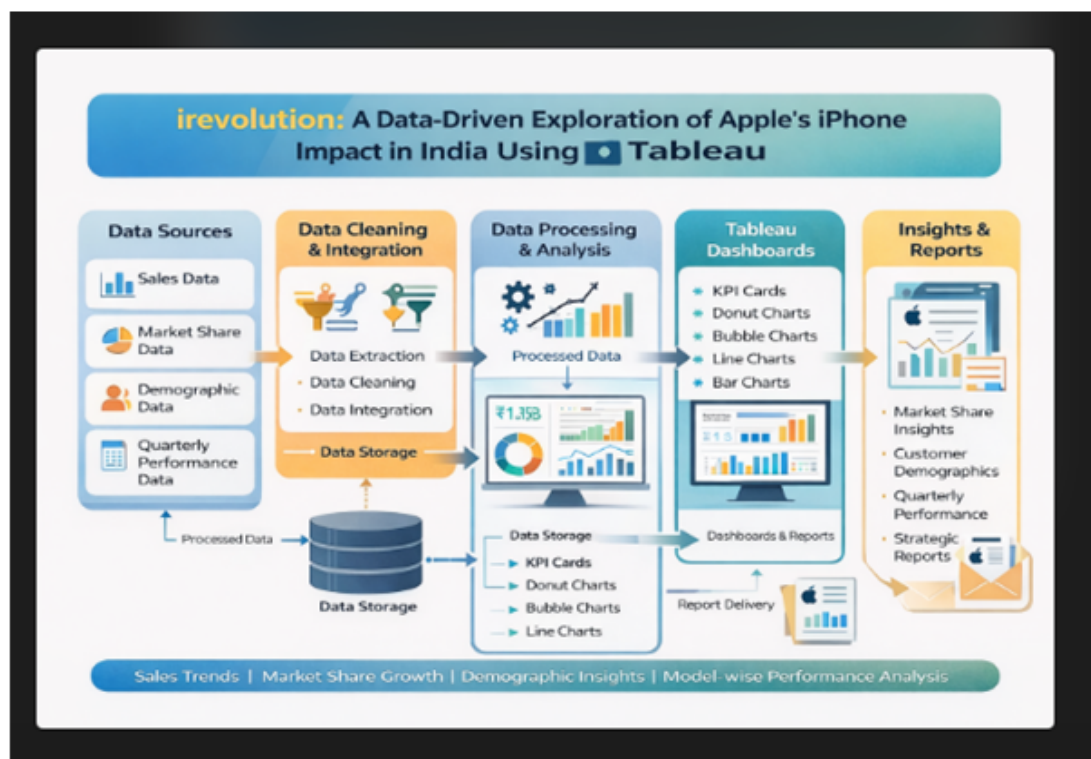 irevolution: A Data-Driven Exploration of Apple's iPhone
Impact in India Using Tableau
Data Sources
Sales Data
Market Share
Data
Demographic
Data
Quarterly
Performance
Data
Processed Data
Data Cleaning
& Integration
Data Extraction
• Data Cleaning
• Data Integration
Data Storage
Data Storage
Data Processing
& Analysis
Processed Data
Data Storage
KPI Cards
Donut Charts
Bubble Charts
Line Charts
Tableau
Dashboards
KPI Cards
Donut Charts
Bubble Charts
Line Charts
Bar Charts
Dashboards & Reports
Report Delivery
Insights &
Reports
• Market Share
Insights
• Customer
Demographics
• Quarterly
Performance
• Strategic
Reports
Sales Trends | Market Share Growth | Demographic Insights | Model-wise Performance Analysis